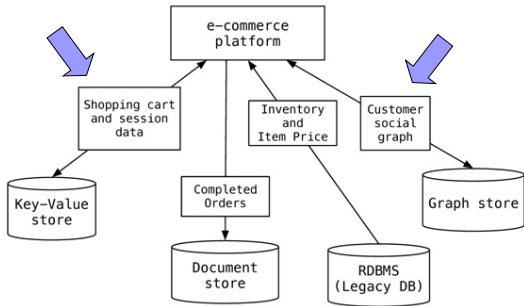 e-commerce
platform
Shopping cart
and session
data
Inventory
and
Item Price
Customer
social
graph
Completed
Orders
Key-Value
store
Document
store
RDBMS
(Legacy DB)
Graph store